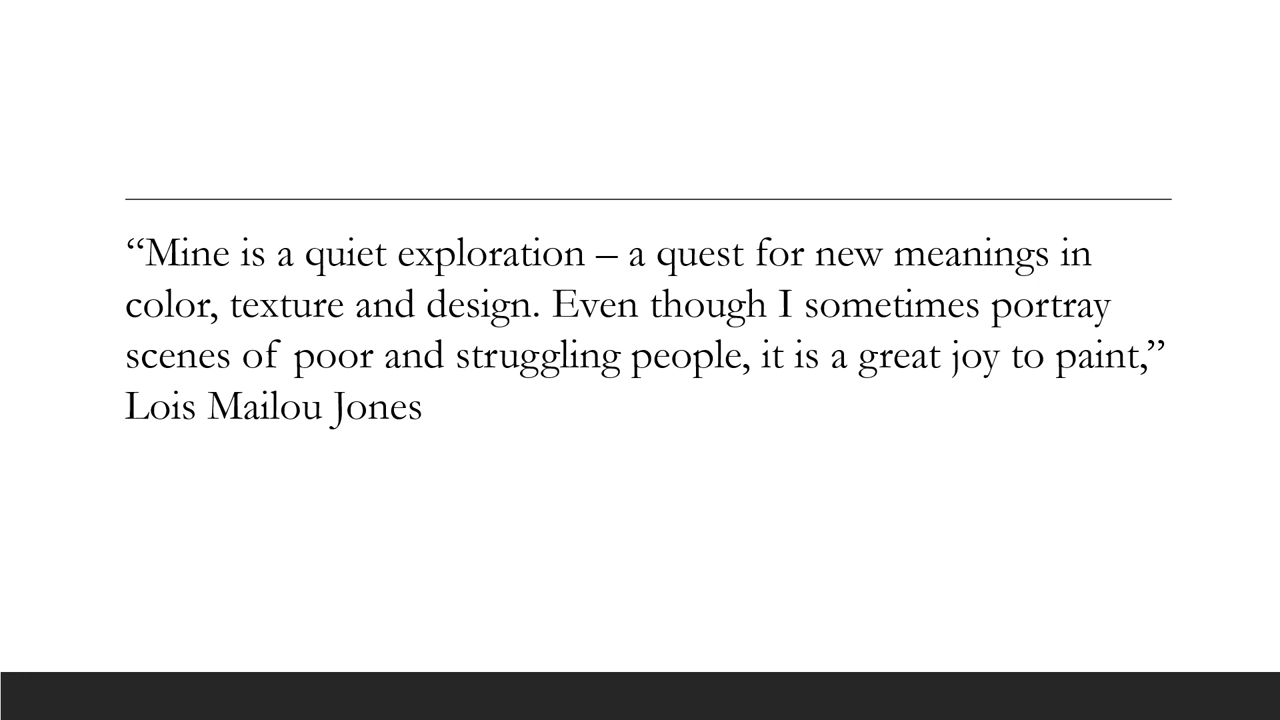 “Mine is a quiet exploration – a quest for new meanings in
color, texture and design. Even though I sometimes portray
scenes of poor and struggling people, it is a great joy to paint,”
Lois Mailou Jones